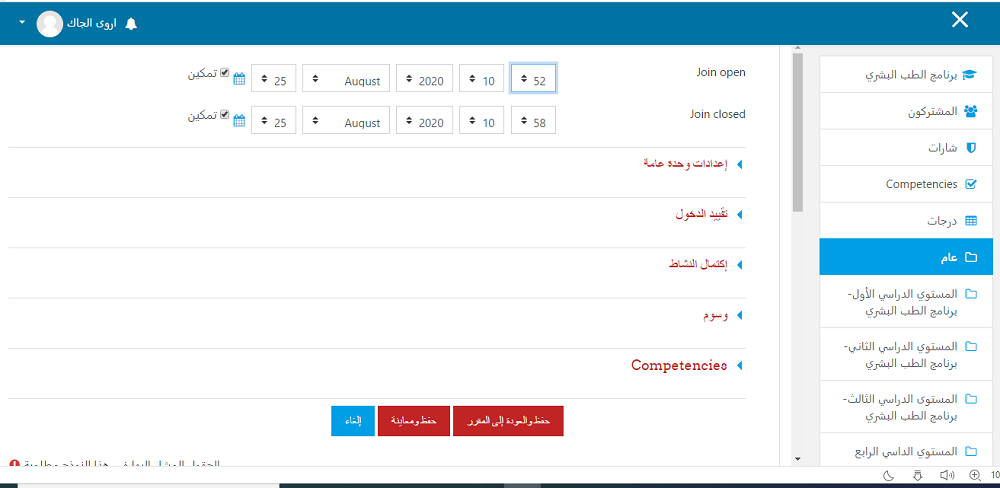 اروى الجاك
برنامج الطب البشري
المشتركون
شارات
Competencies
درجات
عام
المستوي الدراسي الأول-
برنامج الطب البشري
المستوي الدراسي الثاني-
برنامج الطب البشري
المستوى الدراسي الثالث-
برنامج الطب البشري
المستوي الداسي الرابع
Join open
52 10 2020 August 25 تمكين
Join closed
58 10 2020 August 25 تمكين
إعدادات وحدة عامة
تقييد الدخول
إكتمال النشاط
وسوم
Competencies
حفظ والعودة إلى المقرر
حفظ ومعاينة
إلغاء
10